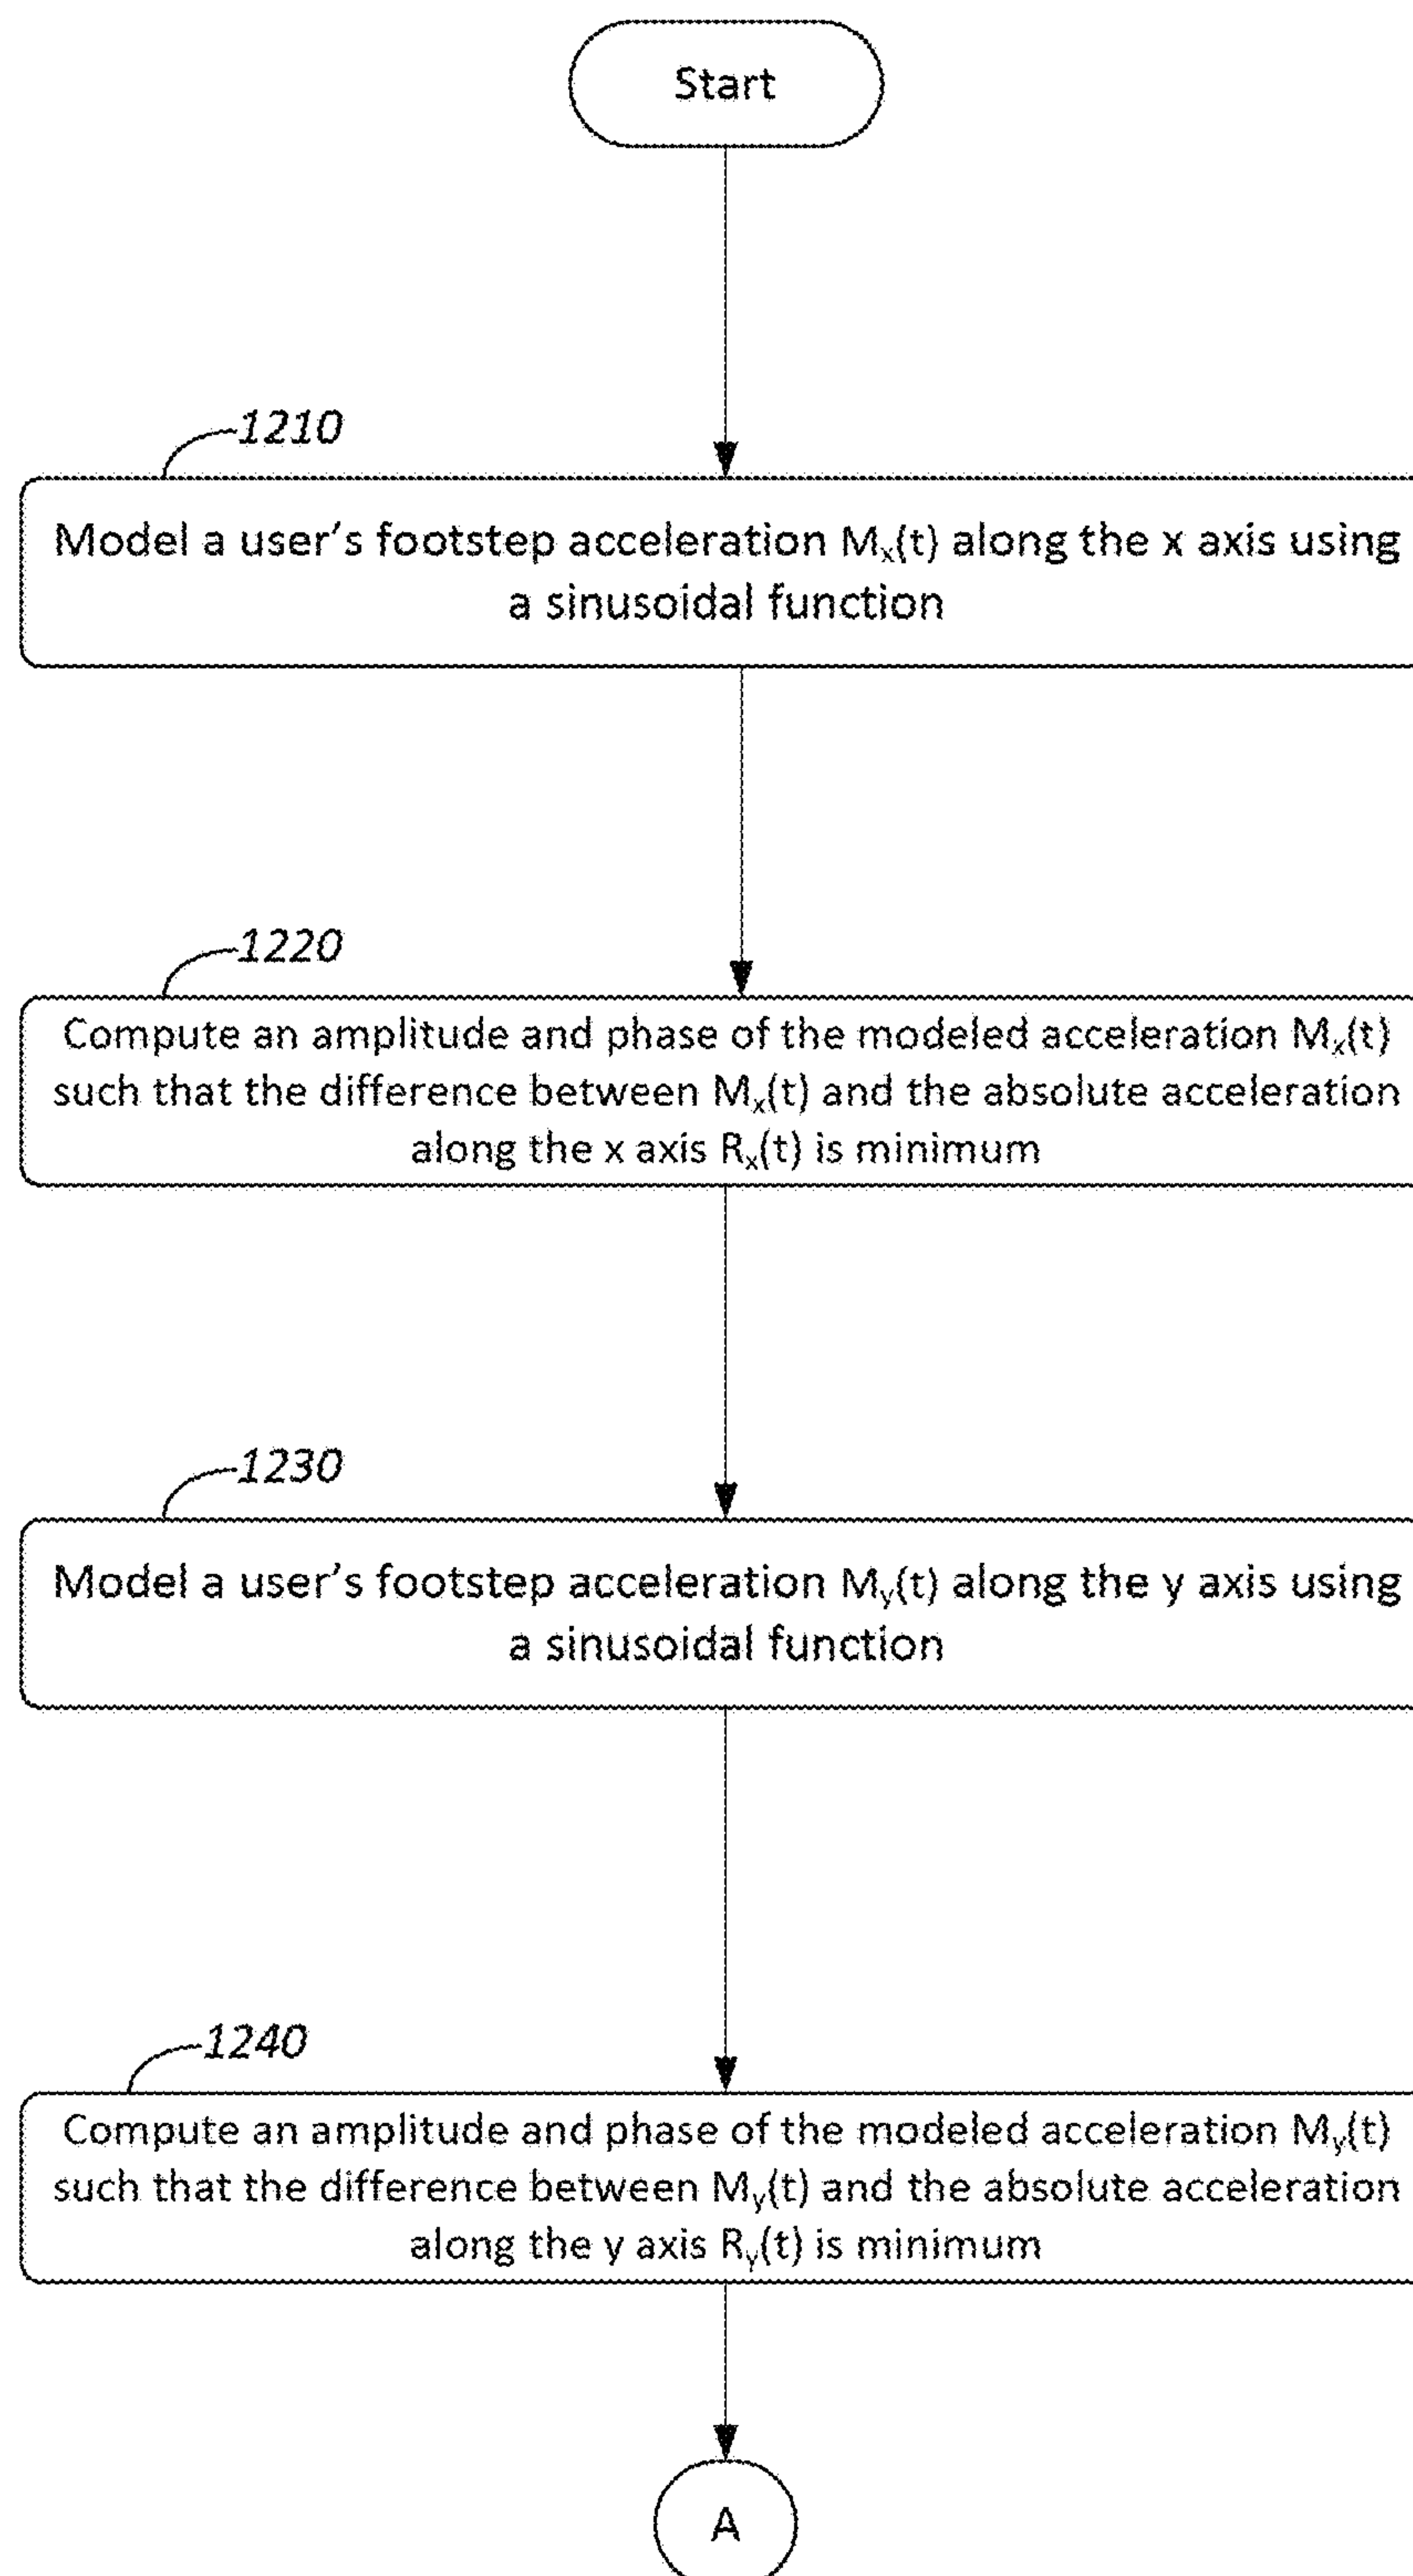 Start
1210
Model a user's footstep acceleration Mₓ(t) along the x axis using
a sinusoidal function
1220
Compute an amplitude and phase of the modeled acceleration Mₓ(t)
such that the difference between Mₓ(t) and the absolute acceleration
along the x axis Rₓ(t) is minimum
1230
Model a user's footstep acceleration My(t) along the y axis using
a sinusoidal function
1240
Compute an amplitude and phase of the modeled acceleration My(t)
such that the difference between My(t) and the absolute acceleration
along the y axis Ry(t) is minimum
A